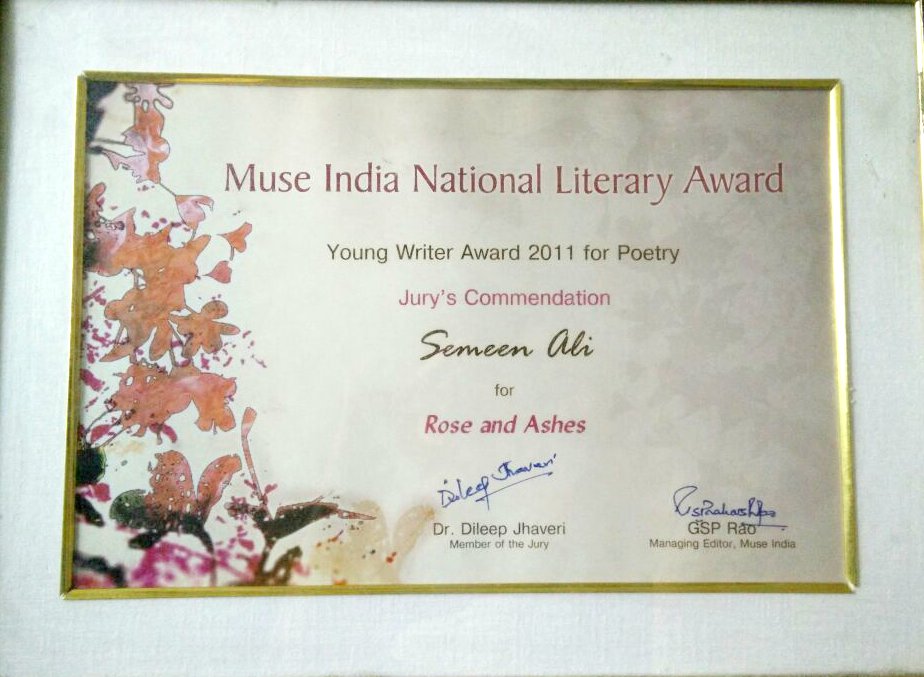 Muse India National Literary Award
Young Writer Award 2011 for Poetry
Jury's Commendation
Semeen Ali
for
Rose and Ashes
Dileep Jhaveri
Dr. Dileep Jhaveri
Member of the Jury
GSP Rao
Managing Editor, Muse India